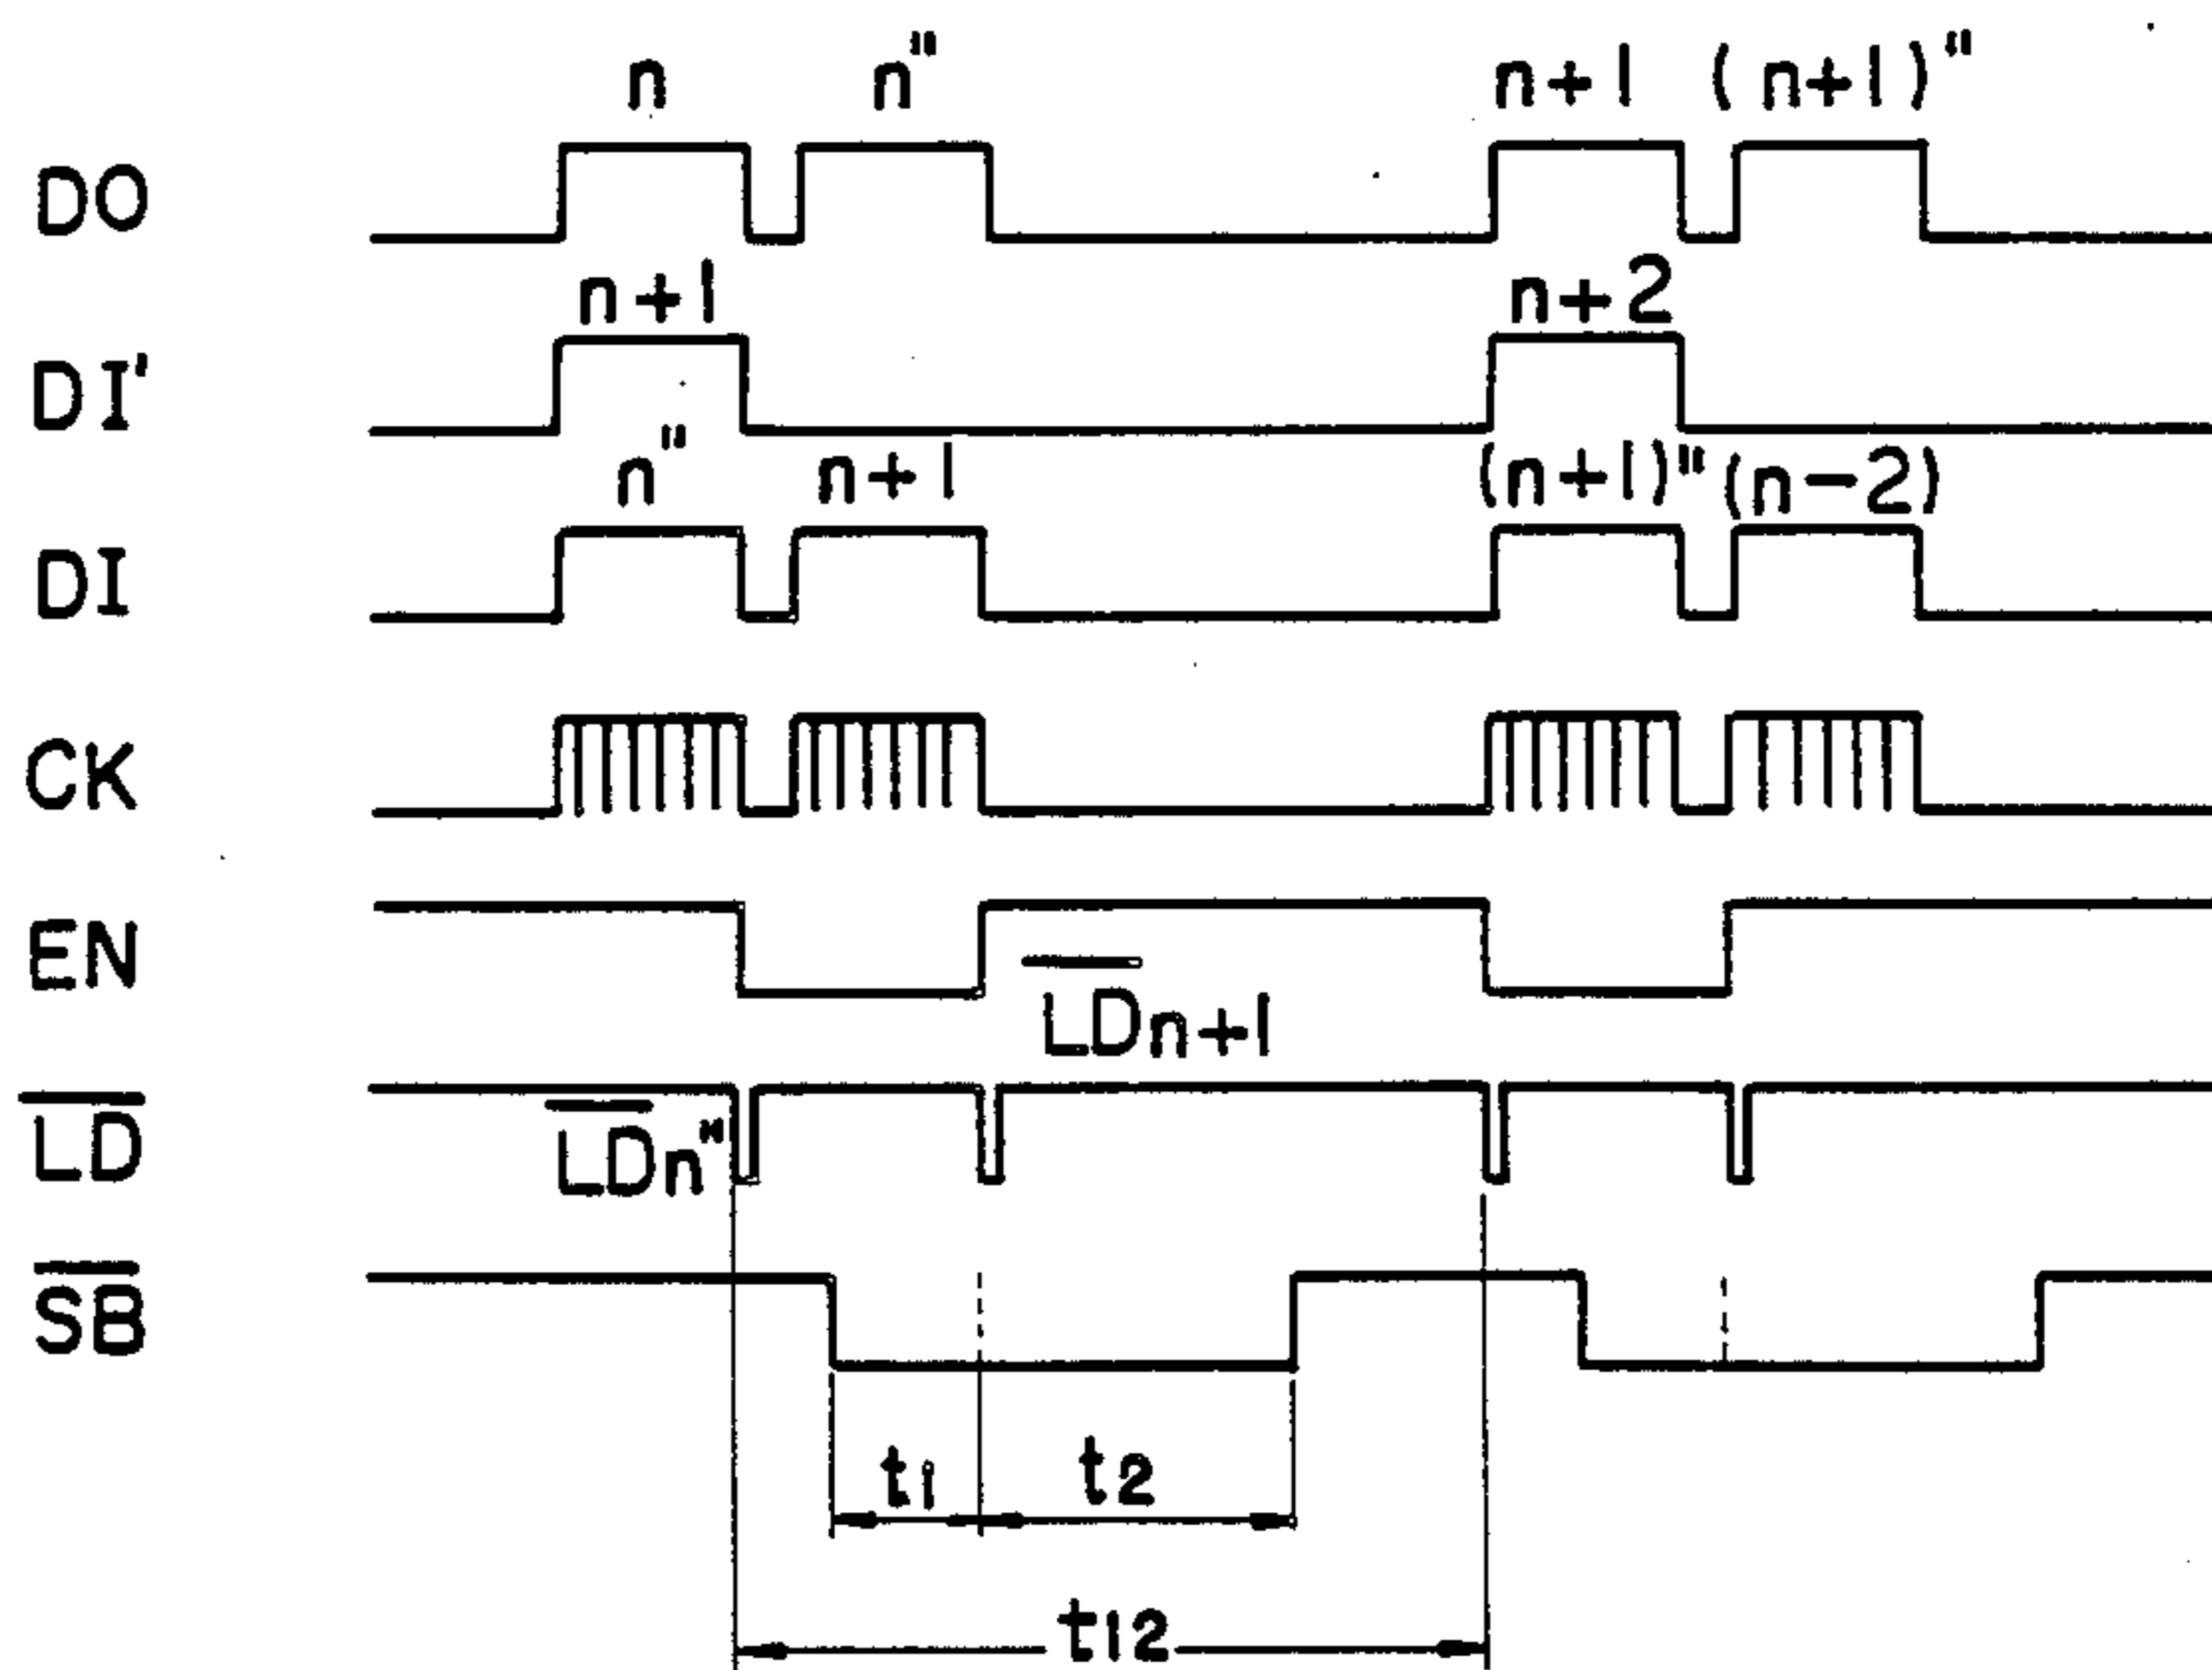 n n" n+1 (n+1)"
DO
n+1 n+2
DI'
n" n+1 (n+1)" (n-2)
DI
CK
EN
LDn+1
LD
LDn"
SB
t1 t2
t12